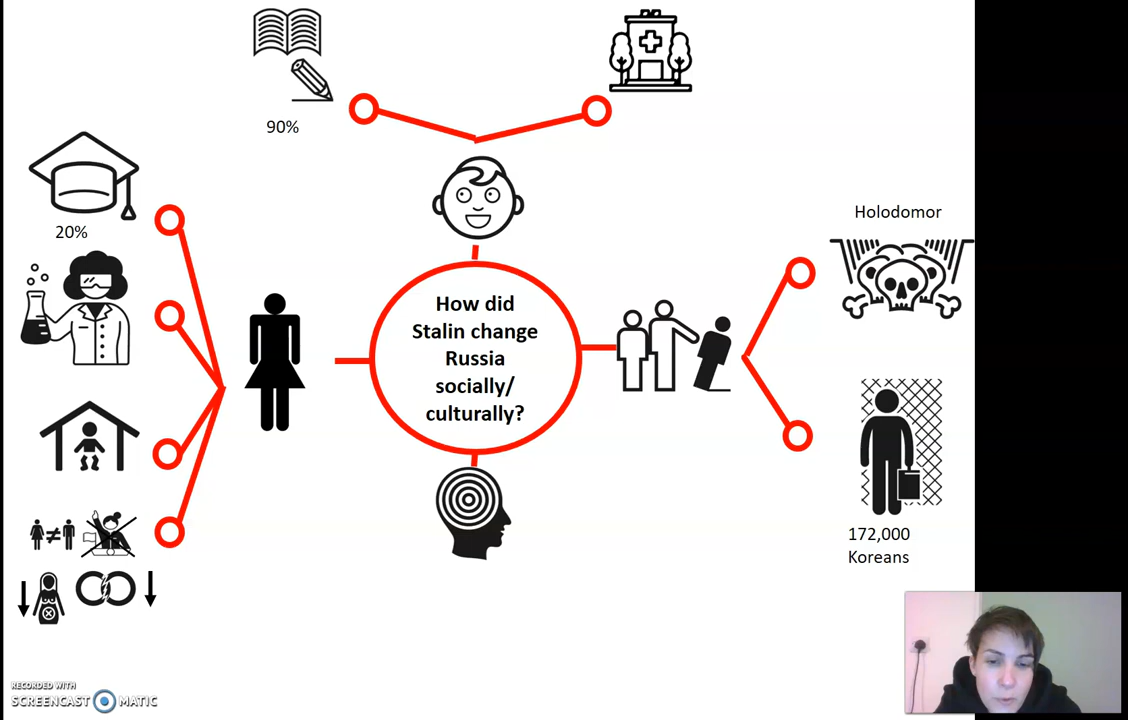 90%
20%
Holodomor
How did
Stalin change
Russia
socially/
culturally?
172,000
Koreans
RECORDED WITH
SCREENCAST MATIC